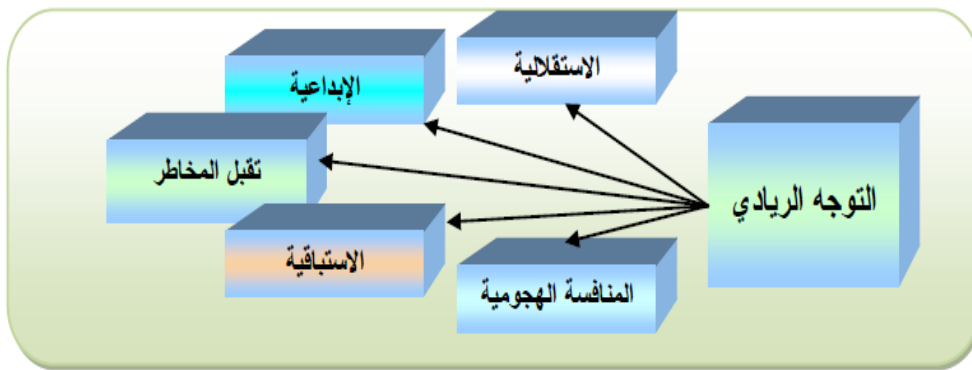 الاستقلالية
الإبداعية
تقبل المخاطر
التوجه الريادي
الاستباقية
المنافسة الهجومية